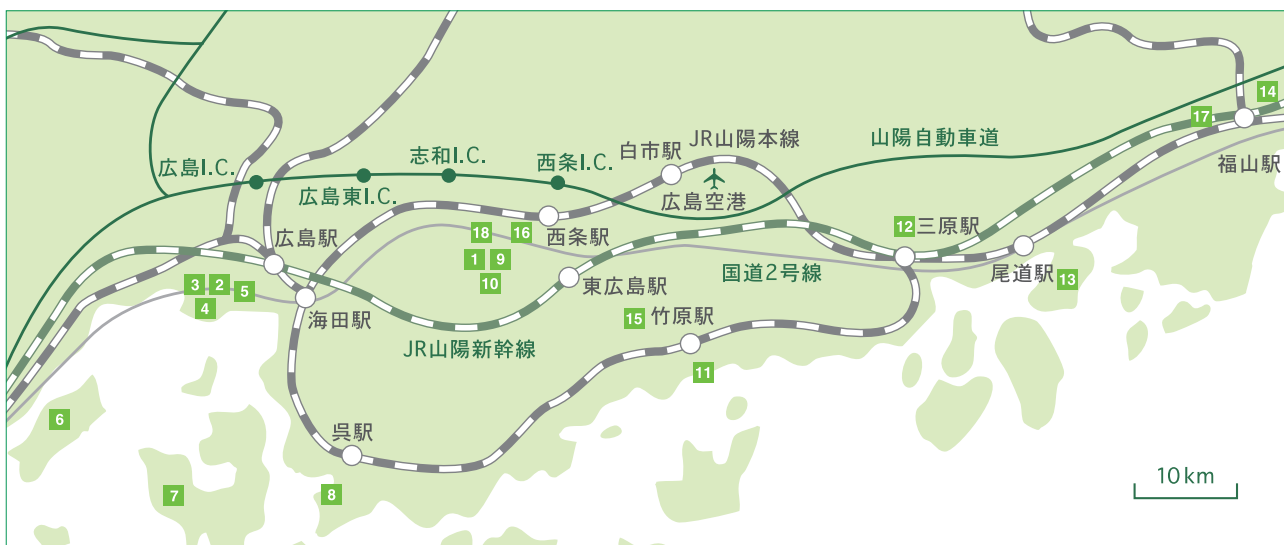 14
17
JR山陽本線
山陽自動車道
白市駅
志和I.C.
西条I.C.
広島I.C.
福山駅
広島東I.C.
広島空港
12
三原駅
18
16
西条駅
広島駅
1
9
国道2号線
尾道駅
13
10
東広島駅
3
2
5
4
海田駅
15
竹原駅
JR山陽新幹線
11
6
呉駅
10km
7
8